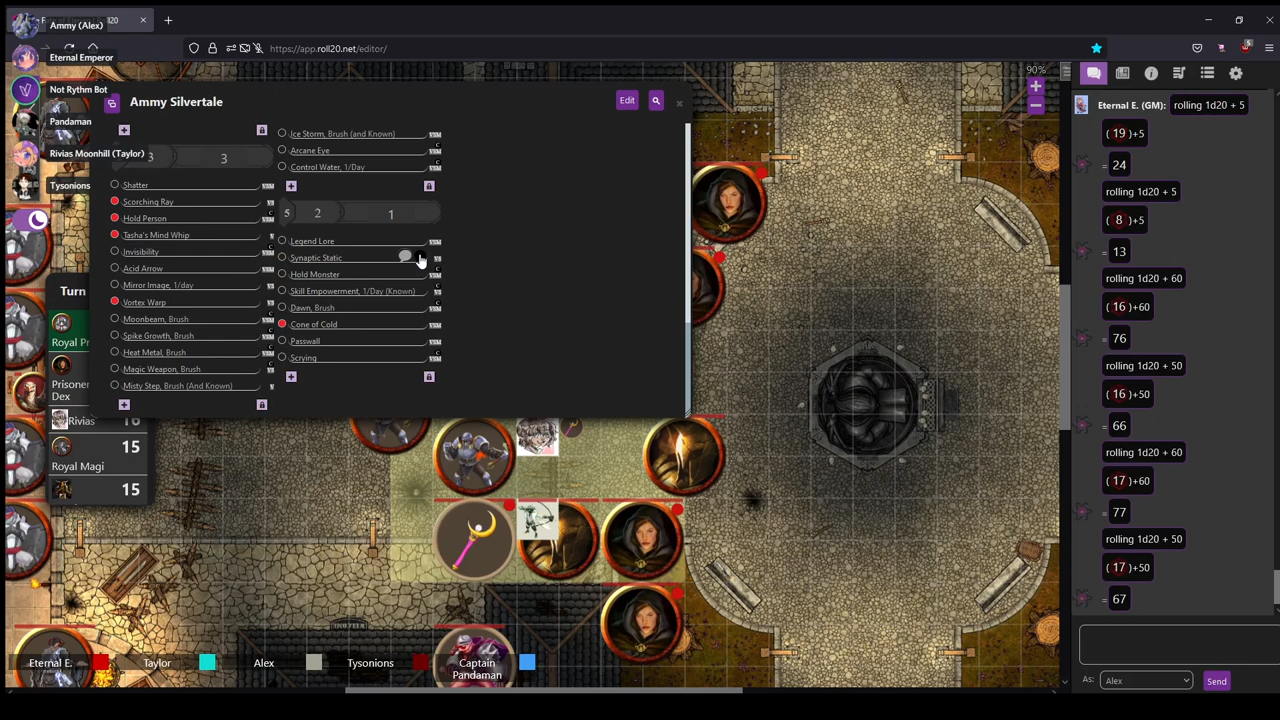 Ammy (Alex)
20
https://app.roll20.net/editor/
Eternal Emperor
Not Rythm Bot
Pandaman
Rivias Moonhill (Taylor)
Tysonions
Ammy Silvertale
Edit
3
3
Shatter
Scorching Ray
Hold Person
Tasha's Mind Whip
Invisibility
Acid Arrow
Mirror Image, 1/day
Vortex Warp
Moonbeam, Brush
Spike Growth, Brush
Heat Metal, Brush
Magic Weapon, Brush
Misty Step, Brush (And Known)
Ice Storm, Brush (and Known)
Arcane Eye
Control Water, 1/Day
5
2
1
Legend Lore
Synaptic Static
Hold Monster
Skill Empowerment, 1/Day (Known)
Dawn, Brush
Cone of Cold
Passwall
Scrying
Turn
Royal Pr
Prisoner
Dex
Rivias
16
15
Royal Magi
15
90%
Eternal E. (GM): rolling 1d20 + 5
(19)+5
= 24
rolling 1d20 + 5
(8)+5
= 13
rolling 1d20 + 60
(16)+60
= 76
rolling 1d20 + 50
(16)+50
= 66
rolling 1d20 + 60
(17)+60
= 77
rolling 1d20 + 50
(17)+50
= 67
Eternal E.
Taylor
Alex
Tysonions
Captain
Pandaman
As: Alex
Send